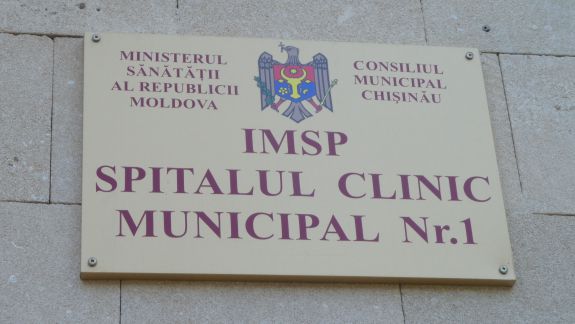 MINISTERUL
SĂNĂTĂȚII
AL REPUBLICII
MOLDOVA
CONSILIUL
MUNICIPAL
CHIȘINĂU
IMSP
SPITALUL CLINIC
MUNICIPAL Nr.1